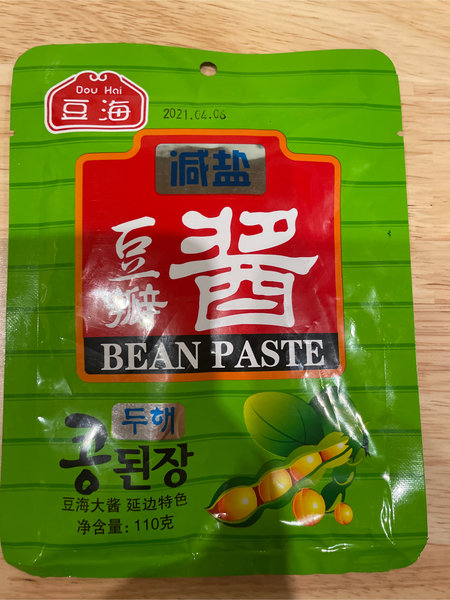 Dou Hai
豆海
2021.04.08
减盐
豆瓣酱
BEAN PASTE
두해
콩된장
豆海大酱 延边特色
净含量: 110克